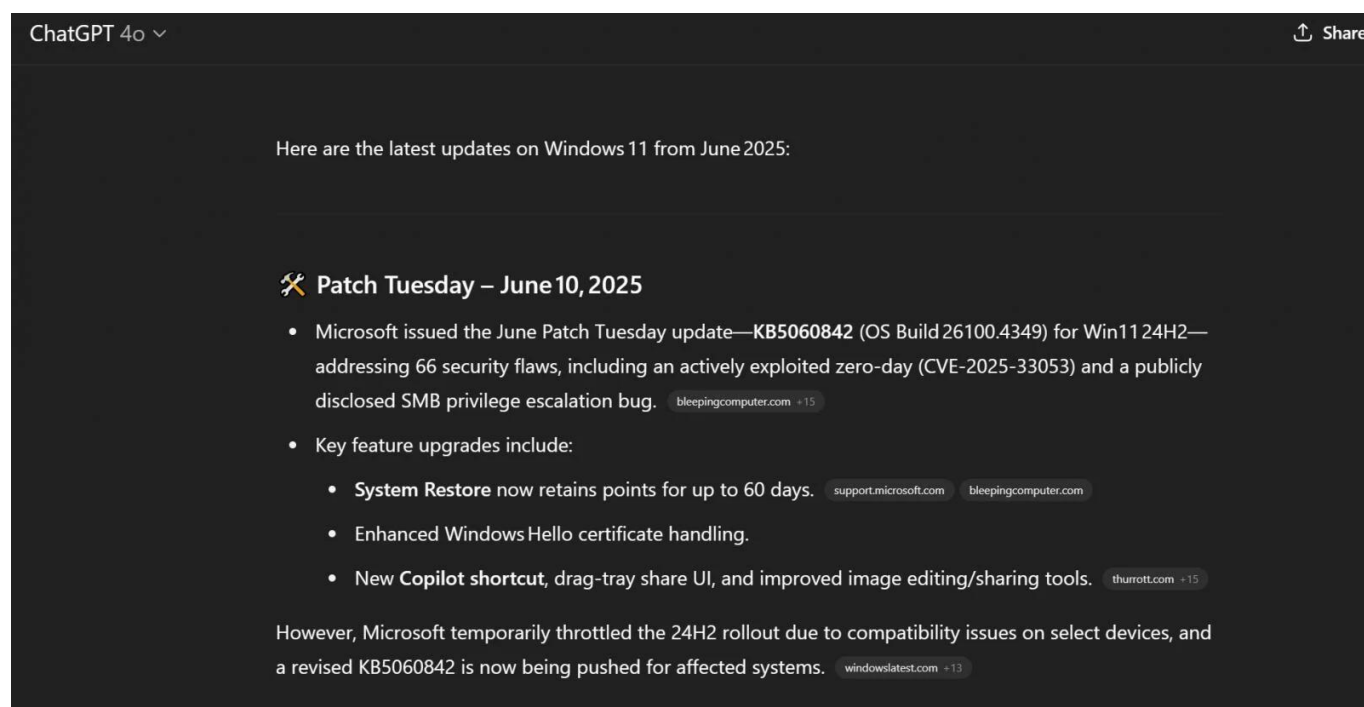 ChatGPT 4o
Share
Here are the latest updates on Windows 11 from June 2025:
🛠 Patch Tuesday – June 10, 2025
• Microsoft issued the June Patch Tuesday update—KB5060842 (OS Build 26100.4349) for Win11 24H2—
addressing 66 security flaws, including an actively exploited zero-day (CVE-2025-33053) and a publicly
disclosed SMB privilege escalation bug. bleepingcomputer.com +15
• Key feature upgrades include:
• System Restore now retains points for up to 60 days. support.microsoft.com bleepingcomputer.com
• Enhanced Windows Hello certificate handling.
• New Copilot shortcut, drag-tray share UI, and improved image editing/sharing tools. thurrott.com +15
However, Microsoft temporarily throttled the 24H2 rollout due to compatibility issues on select devices, and
a revised KB5060842 is now being pushed for affected systems. windowslatest.com +13